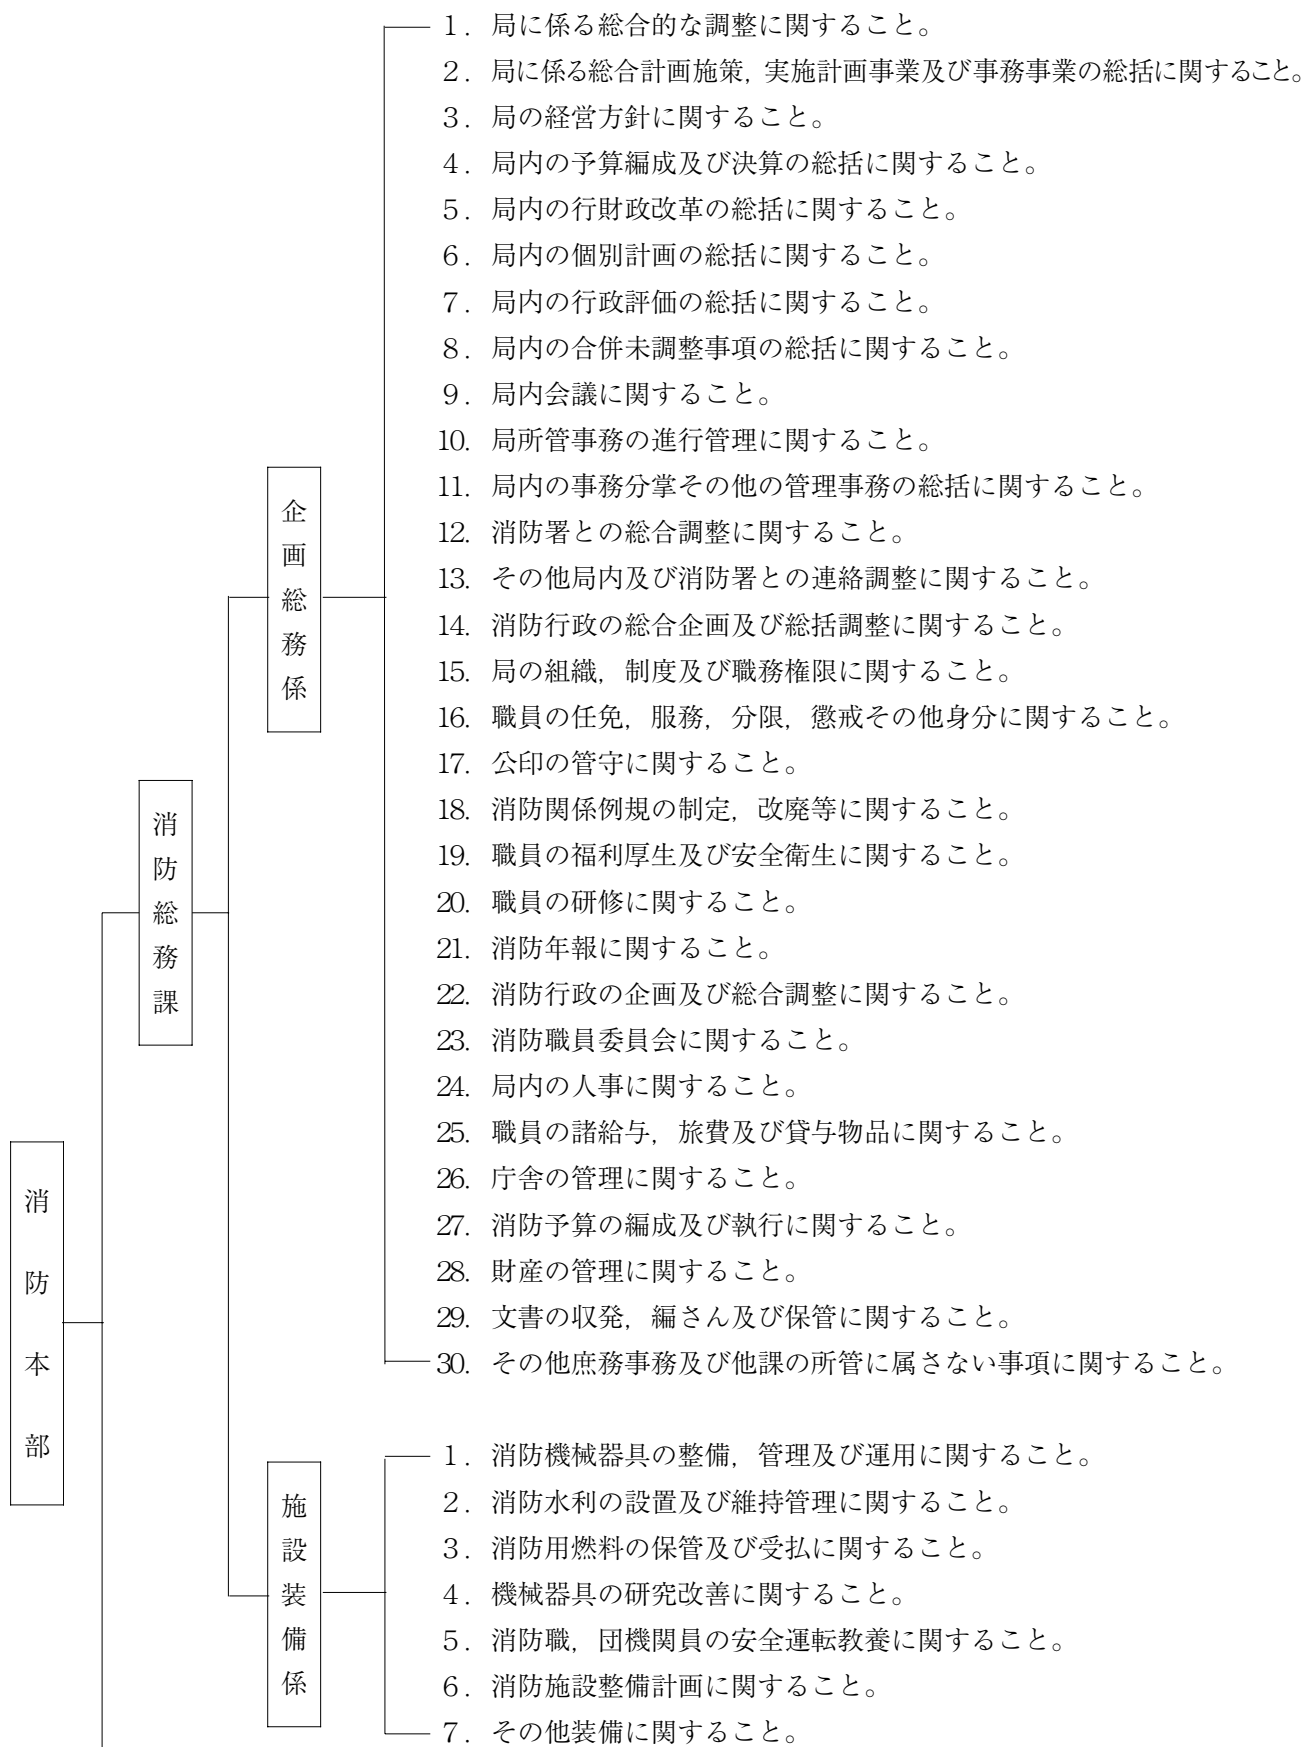 消防本部
消防総務課
企画総務係
1. 局に係る総合的な調整に関すること。
2. 局に係る総合計画施策，実施計画事業及び事務事業の総括に関すること。
3. 局の経営方針に関すること。
4. 局内の予算編成及び決算の総括に関すること。
5. 局内の行財政改革の総括に関すること。
6. 局内の個別計画の総括に関すること。
7. 局内の行政評価の総括に関すること。
8. 局内の合併未調整事項の総括に関すること。
9. 局内会議に関すること。
10. 局所管事務の進行管理に関すること。
11. 局内の事務分掌その他の管理事務の総括に関すること。
12. 消防署との総合調整に関すること。
13. その他局内及び消防署との連絡調整に関すること。
14. 消防行政の総合企画及び総括調整に関すること。
15. 局の組織，制度及び職務権限に関すること。
16. 職員の任免，服務，分限，懲戒その他身分に関すること。
17. 公印の管守に関すること。
18. 消防関係例規の制定，改廃等に関すること。
19. 職員の福利厚生及び安全衛生に関すること。
20. 職員の研修に関すること。
21. 消防年報に関すること。
22. 消防行政の企画及び総合調整に関すること。
23. 消防職員委員会に関すること。
24. 局内の人事に関すること。
25. 職員の諸給与，旅費及び貸与物品に関すること。
26. 庁舎の管理に関すること。
27. 消防予算の編成及び執行に関すること。
28. 財産の管理に関すること。
29. 文書の収発，編さん及び保管に関すること。
30. その他庶務事務及び他課の所管に属さない事項に関すること。
施設装備係
1. 消防機械器具の整備，管理及び運用に関すること。
2. 消防水利の設置及び維持管理に関すること。
3. 消防用燃料の保管及び受払に関すること。
4. 機械器具の研究改善に関すること。
5. 消防職，団機関員の安全運転教養に関すること。
6. 消防施設整備計画に関すること。
7. その他装備に関すること。